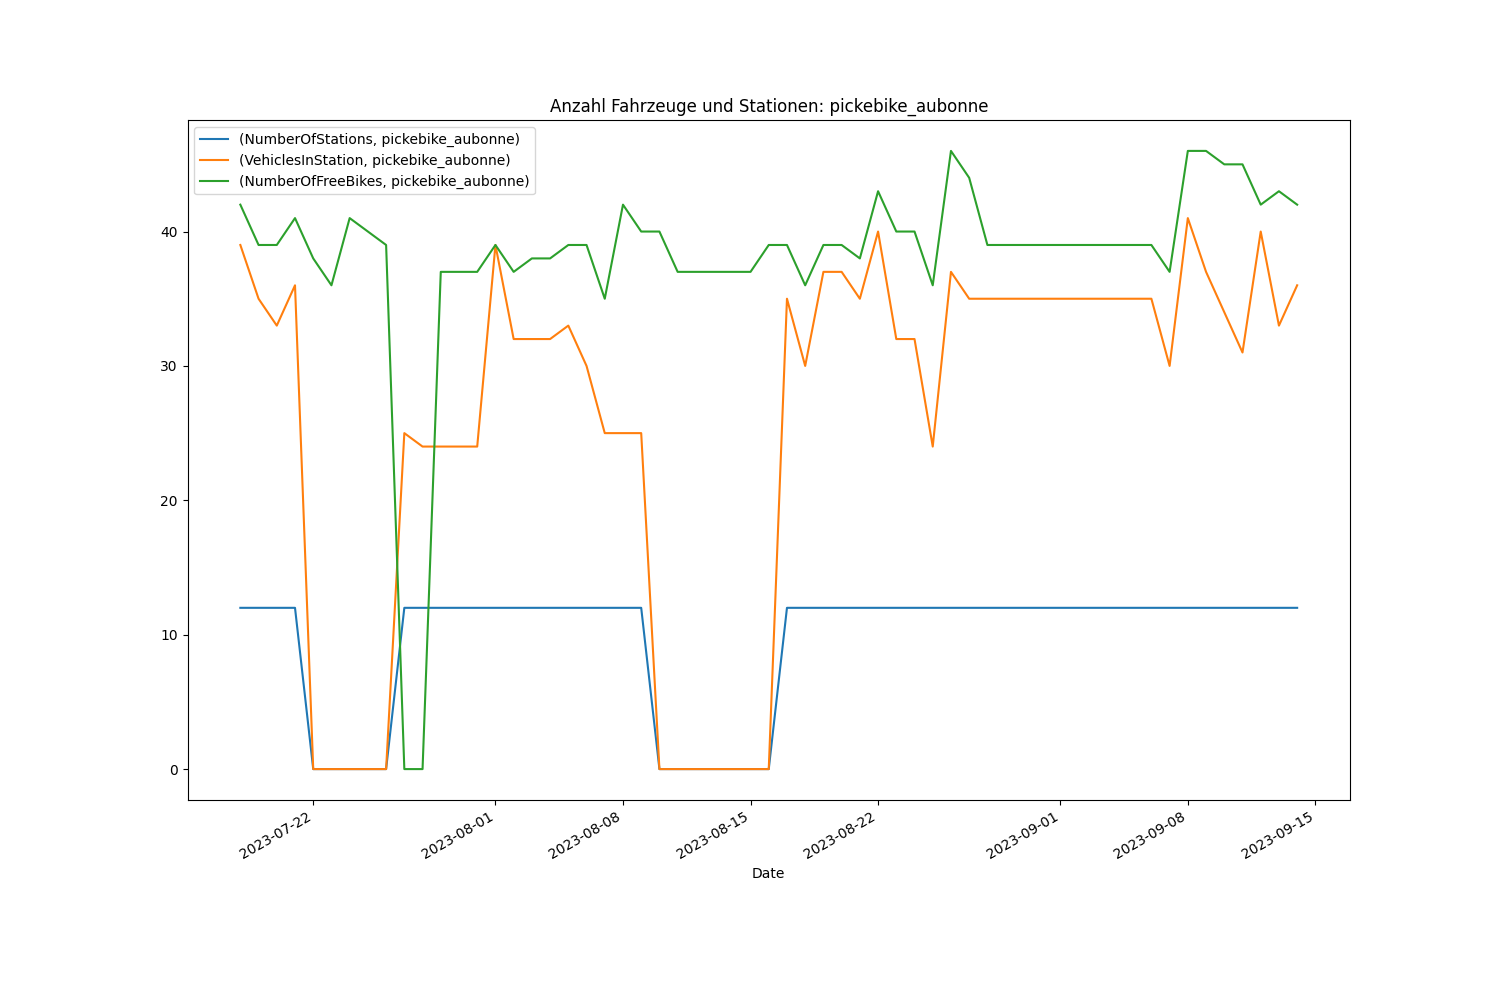 Anzahl Fahrzeuge und Stationen: pickebike_aubonne
(NumberOfStations, pickebike_aubonne)
(VehiclesInStation, pickebike_aubonne)
(NumberOfFreeBikes, pickebike_aubonne)
40
30
20
10
0
2023-07-22
2023-08-01
2023-08-08
2023-08-15
2023-08-22
2023-09-01
2023-09-08
2023-09-15
Date